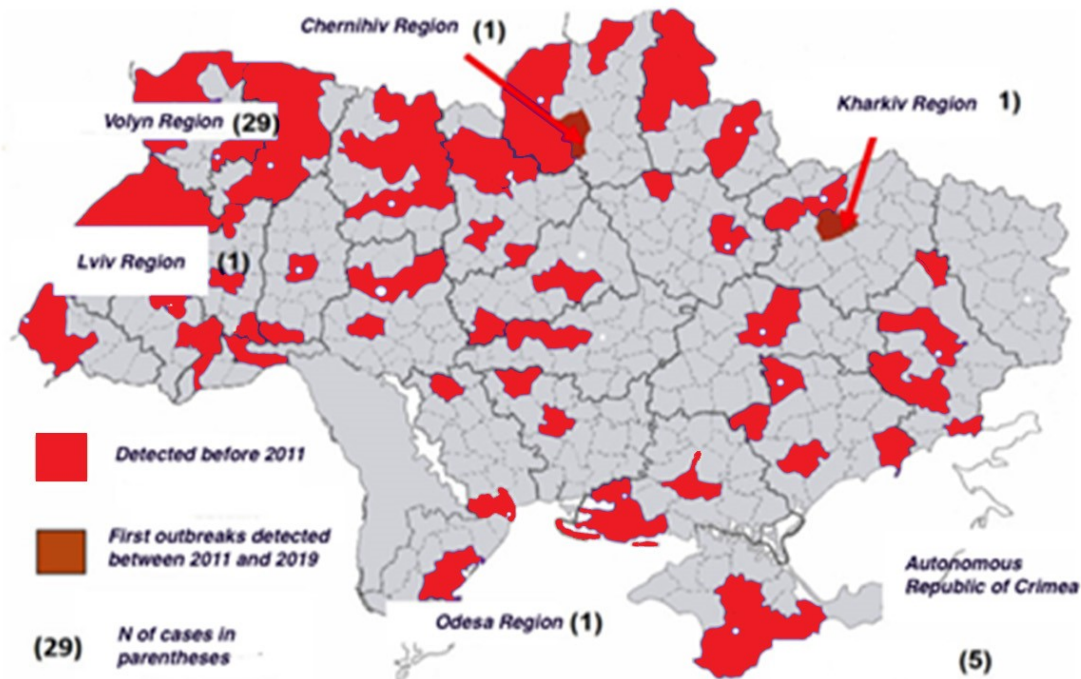 Chernihiv Region (1)
Kharkiv Region 1)
Volyn Region (29)
Lviv Region (1)
Detected before 2011
First outbreaks detected
between 2011 and 2019
Autonomous
Republic of Crimea
Odesa Region (1)
(29) N of cases in
parentheses
(5)